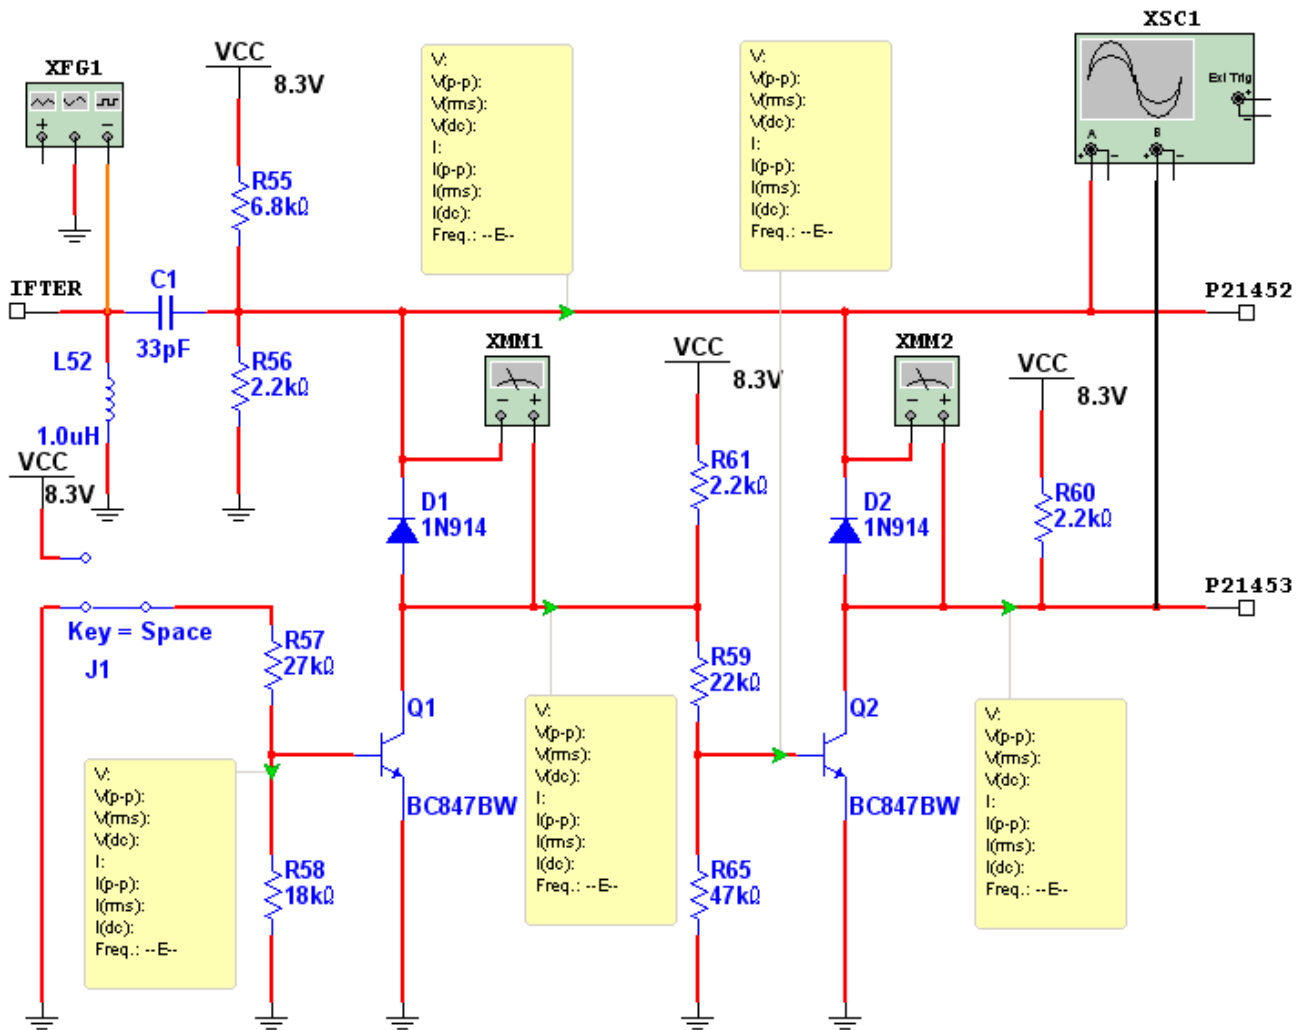 XSC1
Ext Trig
+
-
A
B
+
-
+
-
XFG1
+
-
VCC
8.3V
V:
V(p-p):
V(rms):
V(dc):
I:
I(p-p):
I(rms):
I(dc):
Freq.: --E--
V:
V(p-p):
V(rms):
V(dc):
I:
I(p-p):
I(rms):
I(dc):
Freq.: --E--
R55
6.8kΩ
IFTER
C1
33pF
P21452
L52
1.0uH
R56
2.2kΩ
XMM1
- +
VCC
8.3V
XMM2
- +
VCC
8.3V
VCC
8.3V
D1
1N914
R61
2.2kΩ
D2
1N914
R60
2.2kΩ
P21453
Key = Space
J1
R57
27kΩ
R59
22kΩ
Q1
BC847BW
Q2
BC847BW
V:
V(p-p):
V(rms):
V(dc):
I:
I(p-p):
I(rms):
I(dc):
Freq.: --E--
R58
18kΩ
V:
V(p-p):
V(rms):
V(dc):
I:
I(p-p):
I(rms):
I(dc):
Freq.: --E--
R65
47kΩ
V:
V(p-p):
V(rms):
V(dc):
I:
I(p-p):
I(rms):
I(dc):
Freq.: --E--